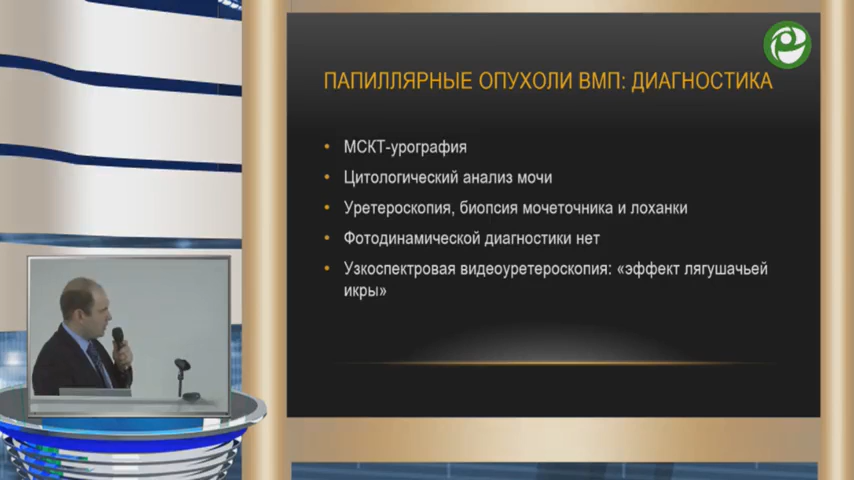 ПАПИЛЛЯРНЫЕ ОПУХОЛИ ВМП: ДИАГНОСТИКА
• МСКТ-урография
• Цитологический анализ мочи
• Уретероскопия, биопсия мочеточника и лоханки
• Фотодинамической диагностики нет
• Узкоспектровая видеоуретероскопия: «эффект лягушачьей
икры»